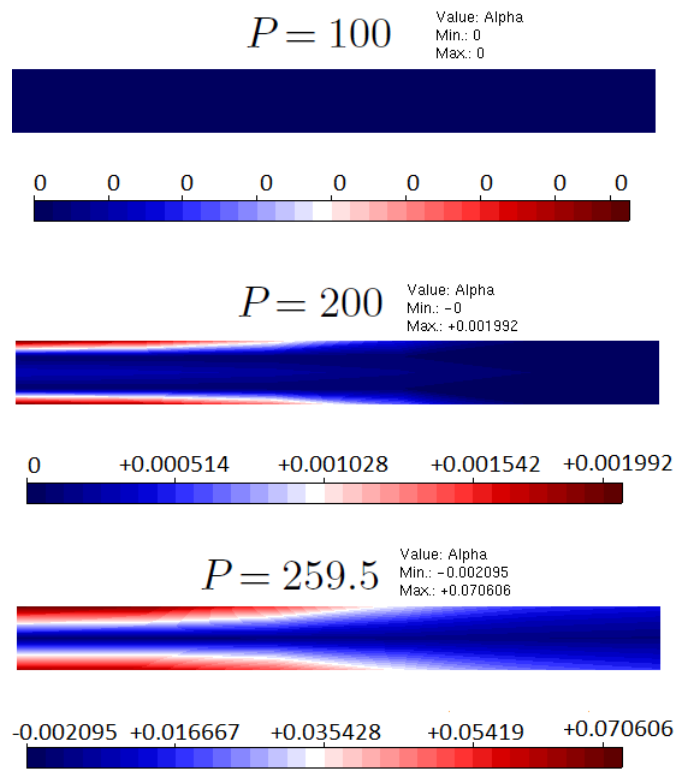 P = 100
Value: Alpha
Min.: 0
Max.: 0
0 0 0 0 0 0 0 0 0
P = 200
Value: Alpha
Min.: -0
Max.: +0.001992
0 +0.000514 +0.001028 +0.001542 +0.001992
P = 259.5
Value: Alpha
Min.: -0.002095
Max.: +0.070606
-0.002095 +0.016667 +0.035428 +0.05419 +0.070606